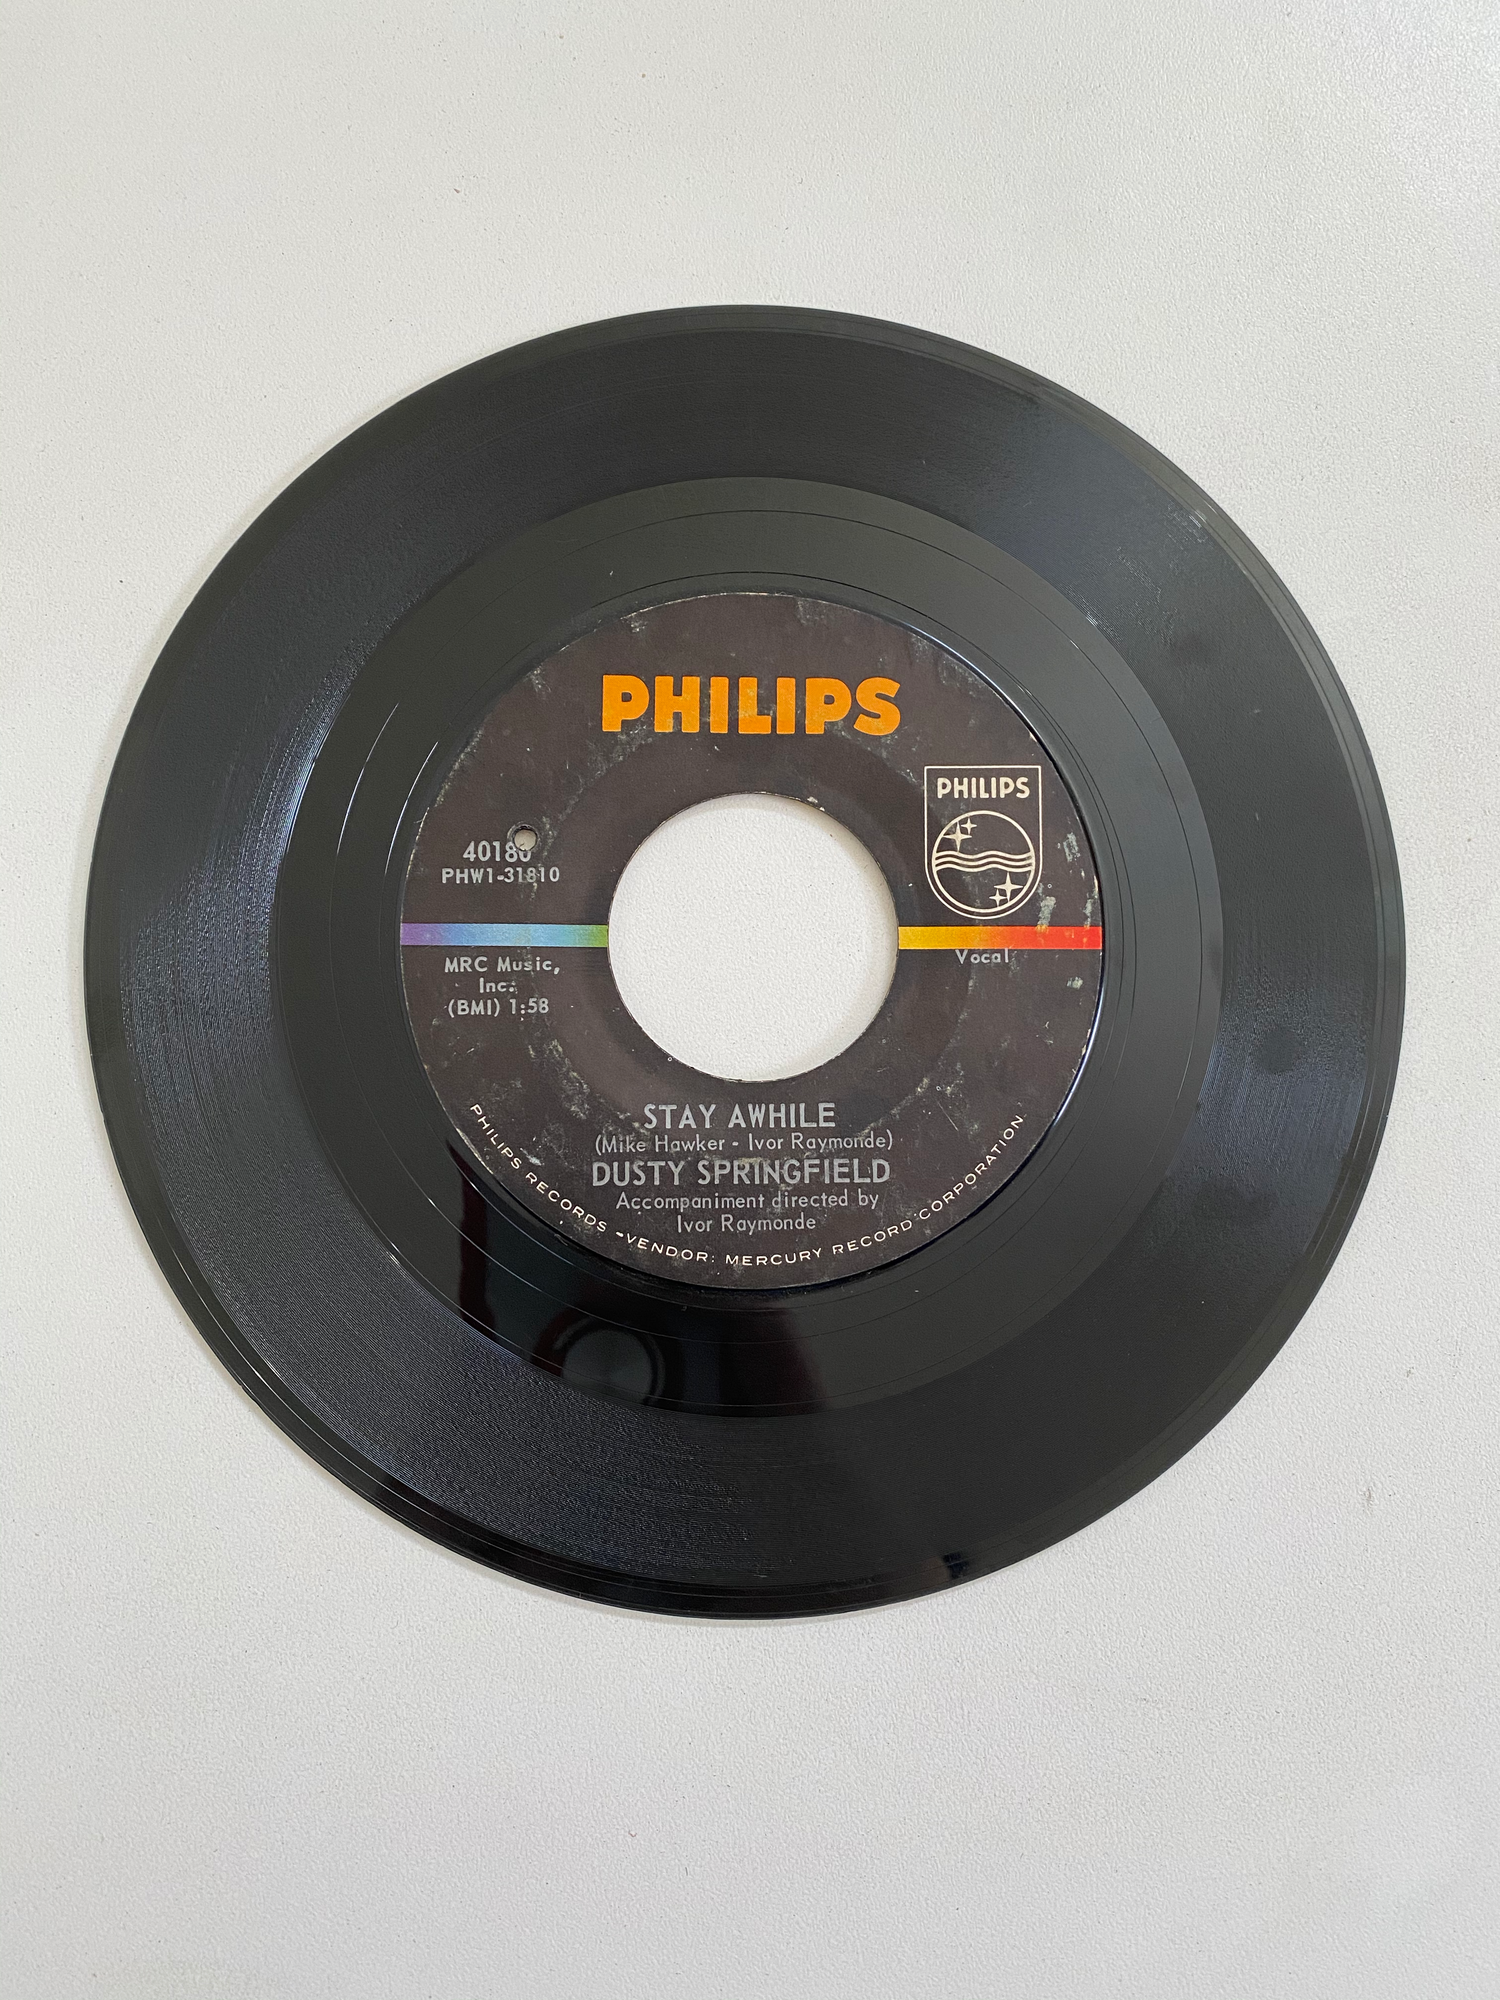 PHILIPS
PHILIPS
40180
PHW1-31810
MRC Music,
Inc.
(BMI) 1:58
Vocal
STAY AWHILE
(Mike Hawker - Ivor Raymonde)
DUSTY SPRINGFIELD
Accompaniment directed by
Ivor Raymonde
PHILIPS RECORDS - VENDOR: MERCURY RECORD CORPORATION